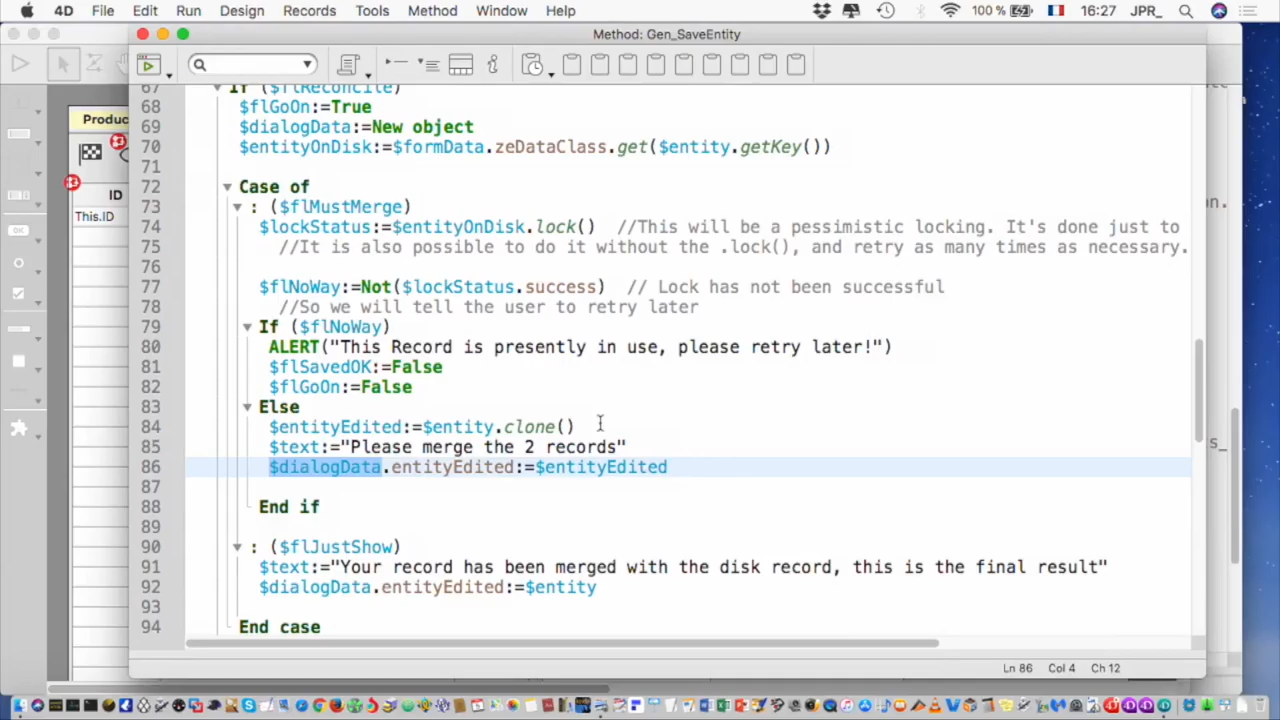 4D File Edit Run Design Records Tools Method Window Help 100 % 16:27 JPR_
Method: Gen_SaveEntity
Produc
ID
This.ID
67 If ($flReconcile)
68 $flGoOn:=True
69 $dialogData:=New object
70 $entityOnDisk:=$formData.zeDataClass.get($entity.getKey())
71
72 Case of
73 : ($flMustMerge)
74 $lockStatus:=$entityOnDisk.lock() //This will be a pessimistic locking. It's done just to
75 //It is also possible to do it without the .lock(), and retry as many times as necessary.
76
77 $flNoWay:=Not($lockStatus.success) // Lock has not been successful
78 //So we will tell the user to retry later
79 If ($flNoWay)
80 ALERT("This Record is presently in use, please retry later!")
81 $flSavedOK:=False
82 $flGoOn:=False
83 Else
84 $entityEdited:=$entity.clone()
85 $text:="Please merge the 2 records"
86 $dialogData.entityEdited:=$entityEdited
87
88 End if
89
90 : ($flJustShow)
91 $text:="Your record has been merged with the disk record, this is the final result"
92 $dialogData.entityEdited:=$entity
93
94 End case
Ln 86 Col 4 Ch 12